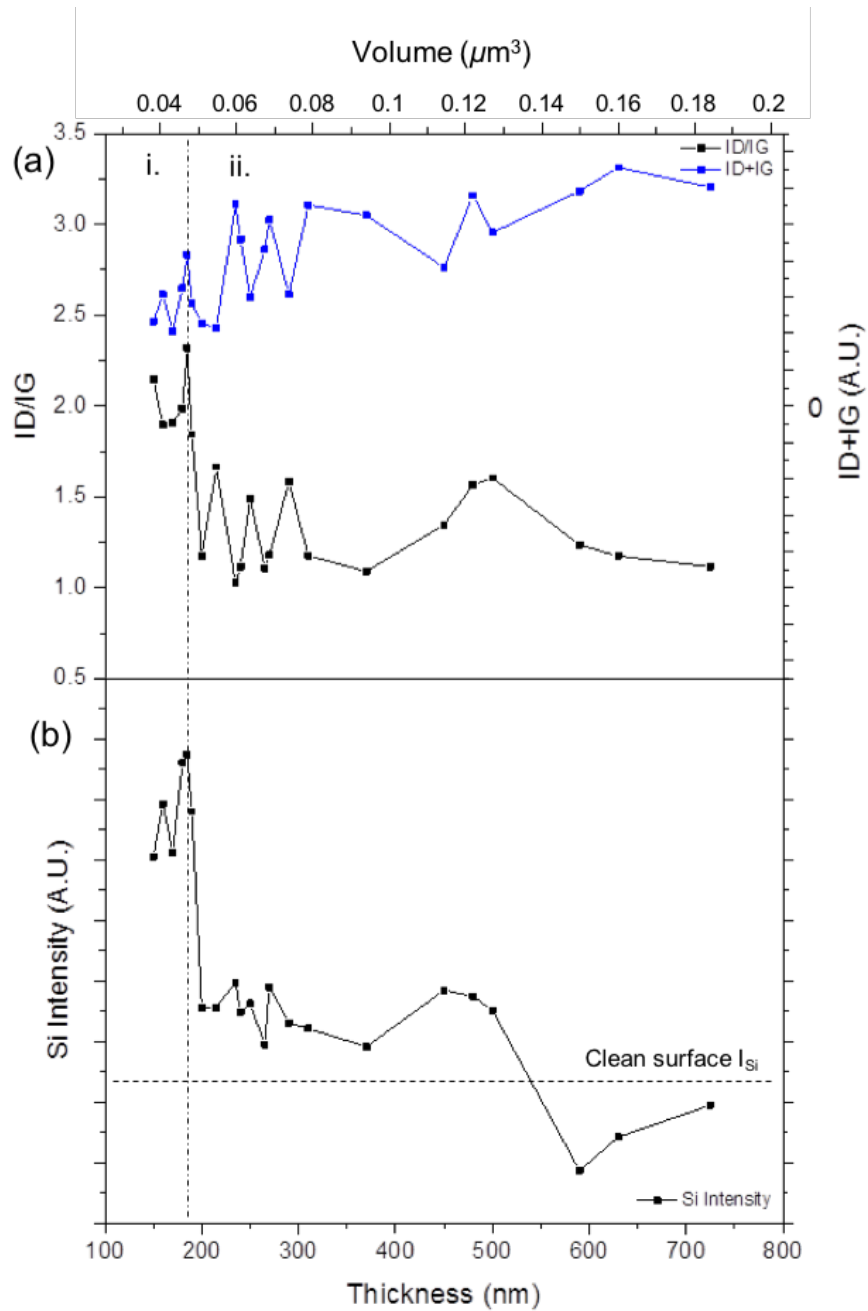 Volume (μm³)
0.04 0.06 0.08 0.1 0.12 0.14 0.16 0.18 0.2
(a)
i.
ii.
ID/IG
ID+IG
3.5
3.0
2.5
2.0
1.5
1.0
0.5
ID/IG
0
ID+IG (A.U.)
(b)
Si Intensity (A.U.)
Clean surface I_Si
Si Intensity
100 200 300 400 500 600 700 800
Thickness (nm)